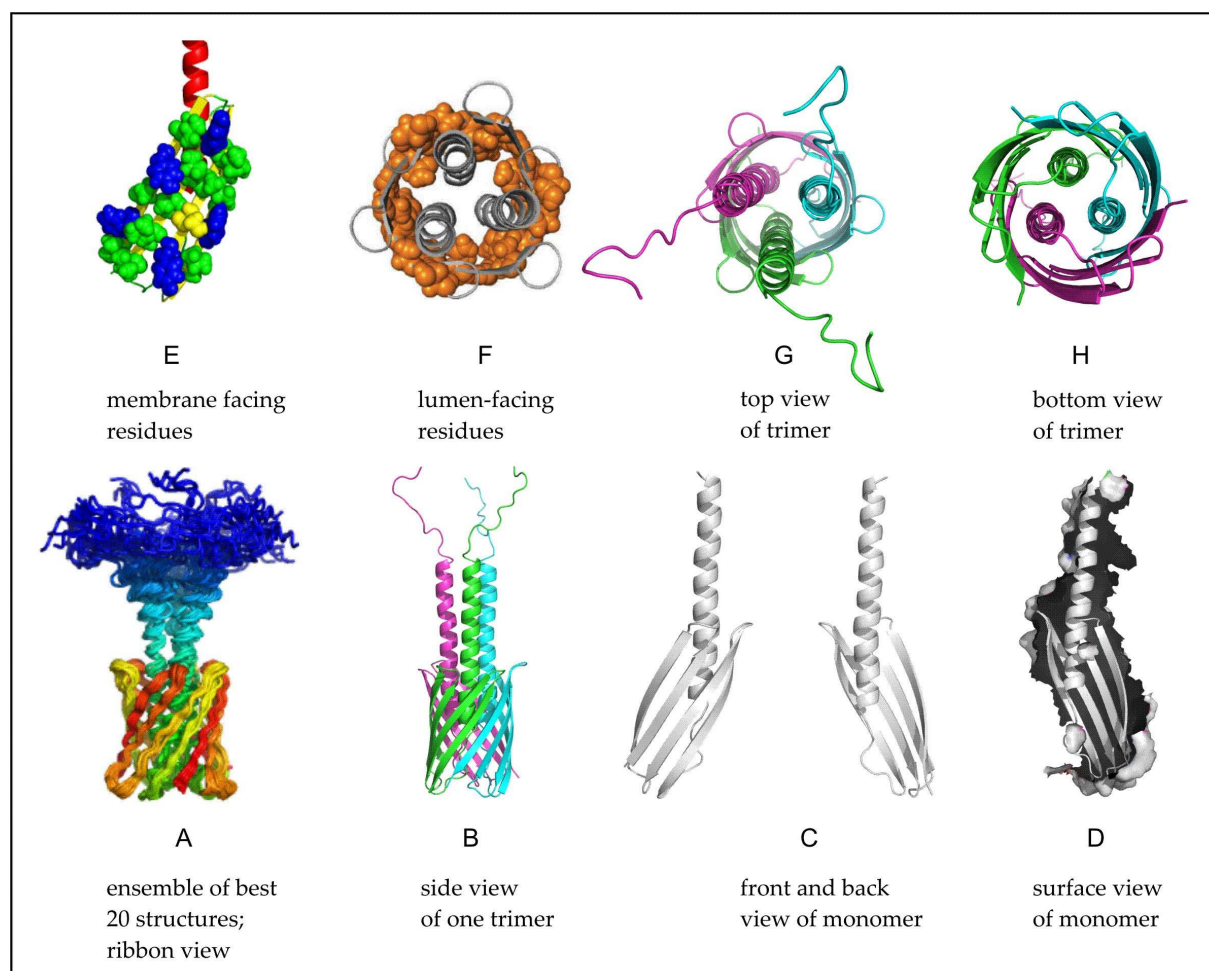 E
membrane facing
residues
F
lumen-facing
residues
G
top view
of trimer
H
bottom view
of trimer
A
ensemble of best
20 structures;
ribbon view
B
side view
of one trimer
C
front and back
view of monomer
D
surface view
of monomer